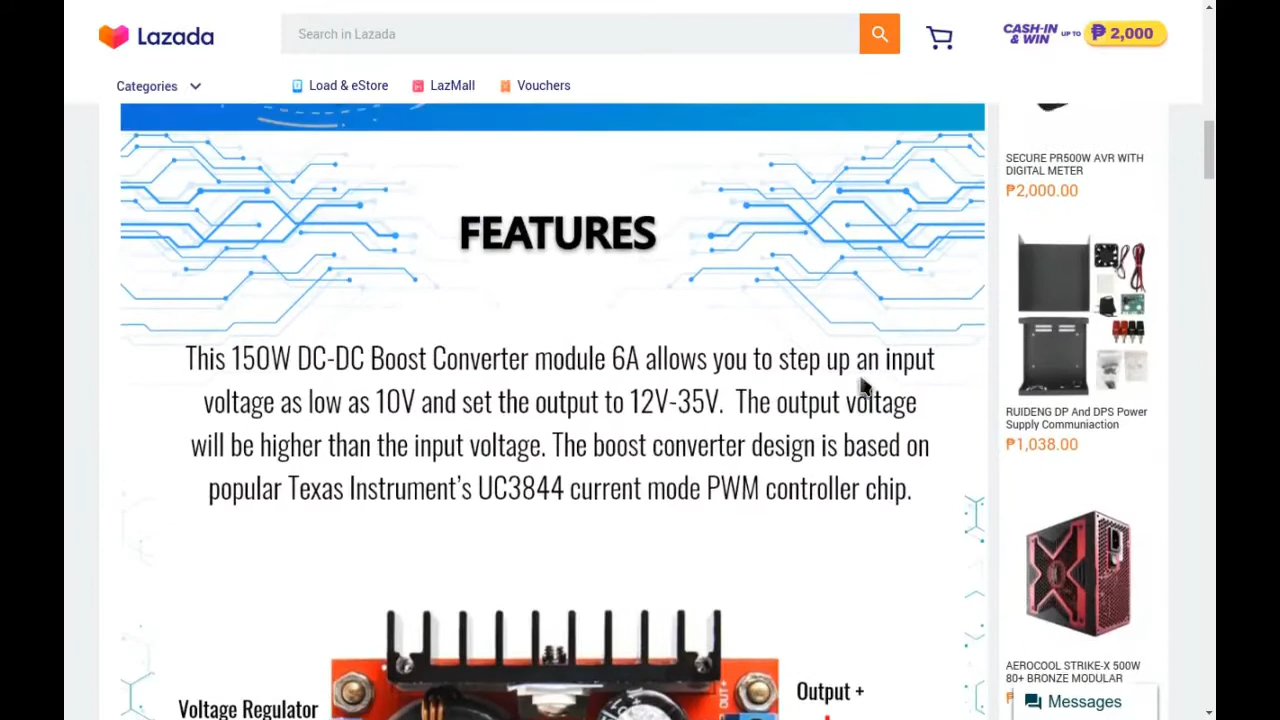 Lazada
Search in Lazada
CASH-IN & WIN UP TO ₱ 2,000
Categories
Load & eStore
LazMall
Vouchers
FEATURES
This 150W DC-DC Boost Converter module 6A allows you to step up an input
voltage as low as 10V and set the output to 12V-35V. The output voltage
will be higher than the input voltage. The boost converter design is based on
popular Texas Instrument's UC3844 current mode PWM controller chip.
Voltage Regulator
Output +
OUT+
SECURE PR500W AVR WITH
DIGITAL METER
₱2,000.00
RUIDENG DP And DPS Power
Supply Communiaction
₱1,038.00
AEROCOOL STRIKE-X 500W
80+ BRONZE MODULAR
Messages